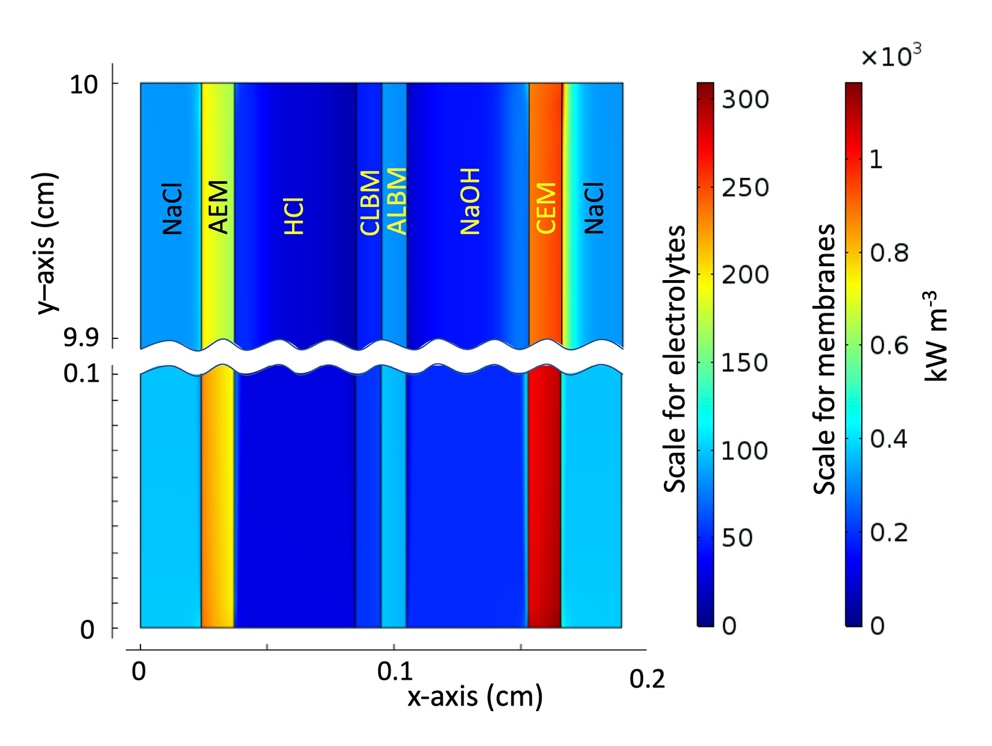 ×10³
10
9.9
0.1
0
y–axis (cm)
NaCl
AEM
HCl
CLBM
ALBM
NaOH
CEM
NaCl
0
0.1
0.2
x-axis (cm)
Scale for electrolytes
300
250
200
150
100
50
0
Scale for membranes
1
0.8
0.6
0.4
0.2
0
kW m⁻³